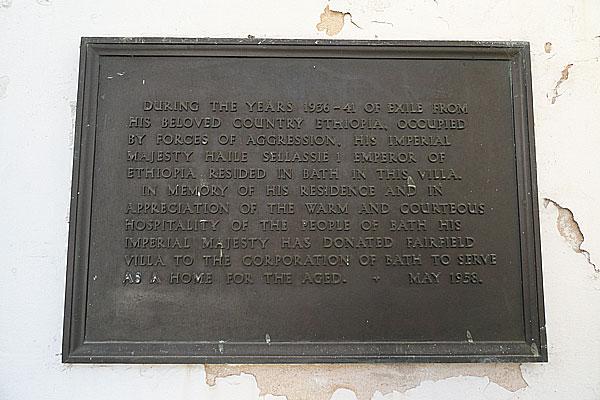 DURING THE YEARS 1936-41 OF EXILE FROM
HIS BELOVED COUNTRY ETHIOPIA, OCCUPIED
BY FORCES OF AGGRESSION, HIS IMPERIAL
MAJESTY HAILE SELLASSIE I EMPEROR OF
ETHIOPIA RESIDED IN BATH IN THIS VILLA.
IN MEMORY OF HIS RESIDENCE AND IN
APPRECIATION OF THE WARM AND COURTEOUS
HOSPITALITY OF THE PEOPLE OF BATH HIS
IMPERIAL MAJESTY HAS DONATED FAIRFIELD
VILLA TO THE CORPORATION OF BATH TO SERVE
AS A HOME FOR THE AGED. + MAY 1958.